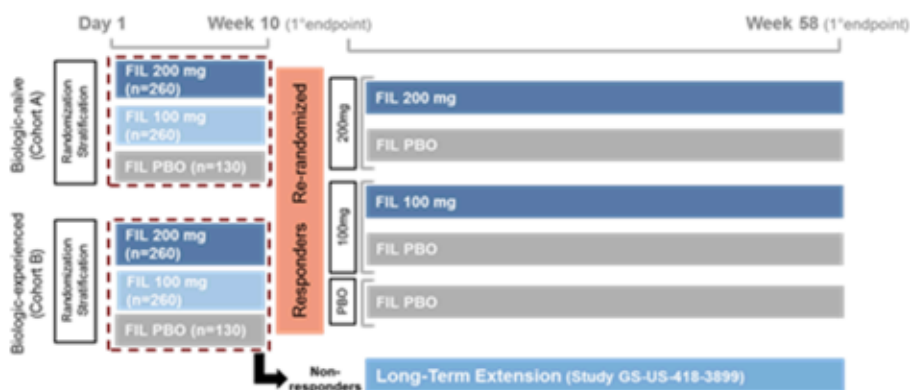 Day 1
Week 10 (1°endpoint)
Week 58 (1°endpoint)
Biologic-naïve
(Cohort A)
Randomization
Stratification
FIL 200 mg
(n=260)
FIL 100 mg
(n=260)
FIL PBO (n=130)
Biologic-experienced
(Cohort B)
Randomization
Stratification
FIL 200 mg
(n=260)
FIL 100 mg
(n=260)
FIL PBO (n=130)
Responders Re-randomized
200mg
FIL 200 mg
FIL PBO
100mg
FIL 100 mg
FIL PBO
PBO
FIL PBO
Non-
responders
Long-Term Extension (Study GS-US-418-3899)